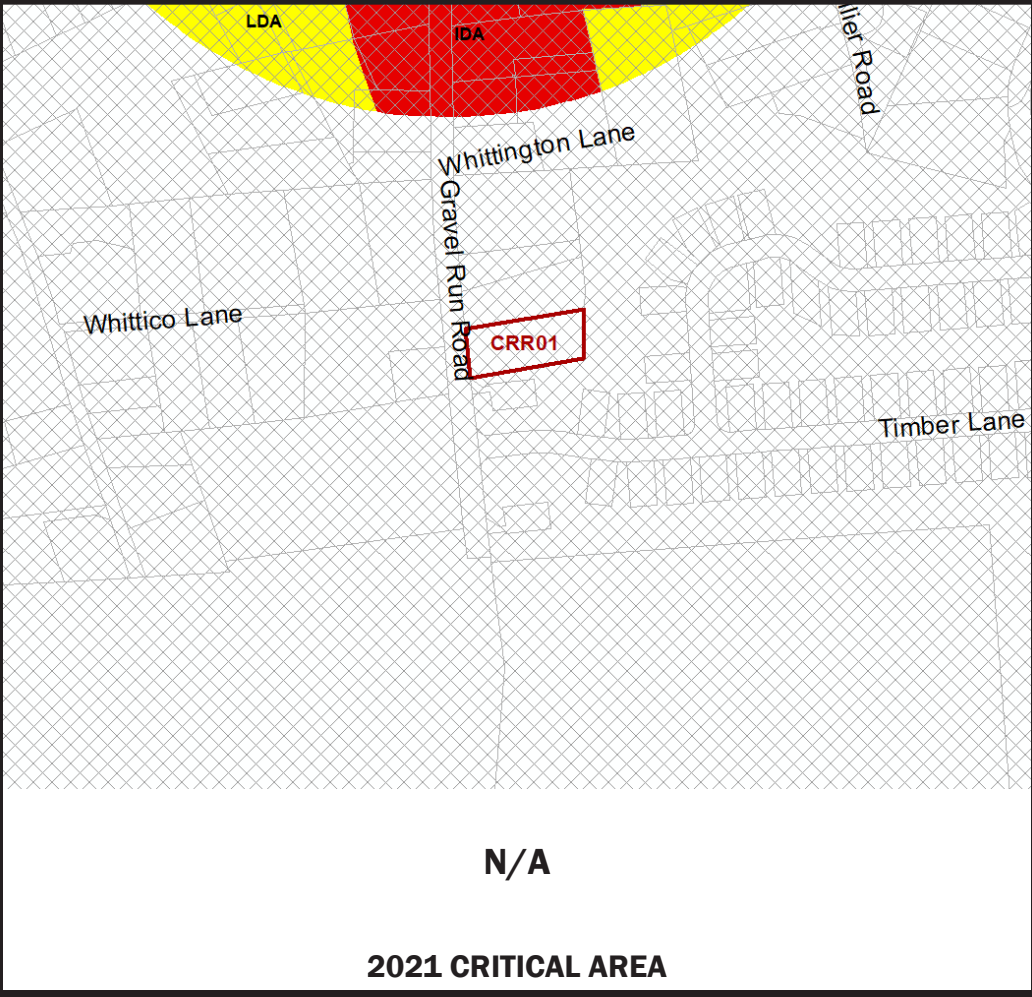 LDA
IDA
lier Road
Whittington Lane
Gravel Run Road
Whittico Lane
CRR01
Timber Lane
N/A
2021 CRITICAL AREA